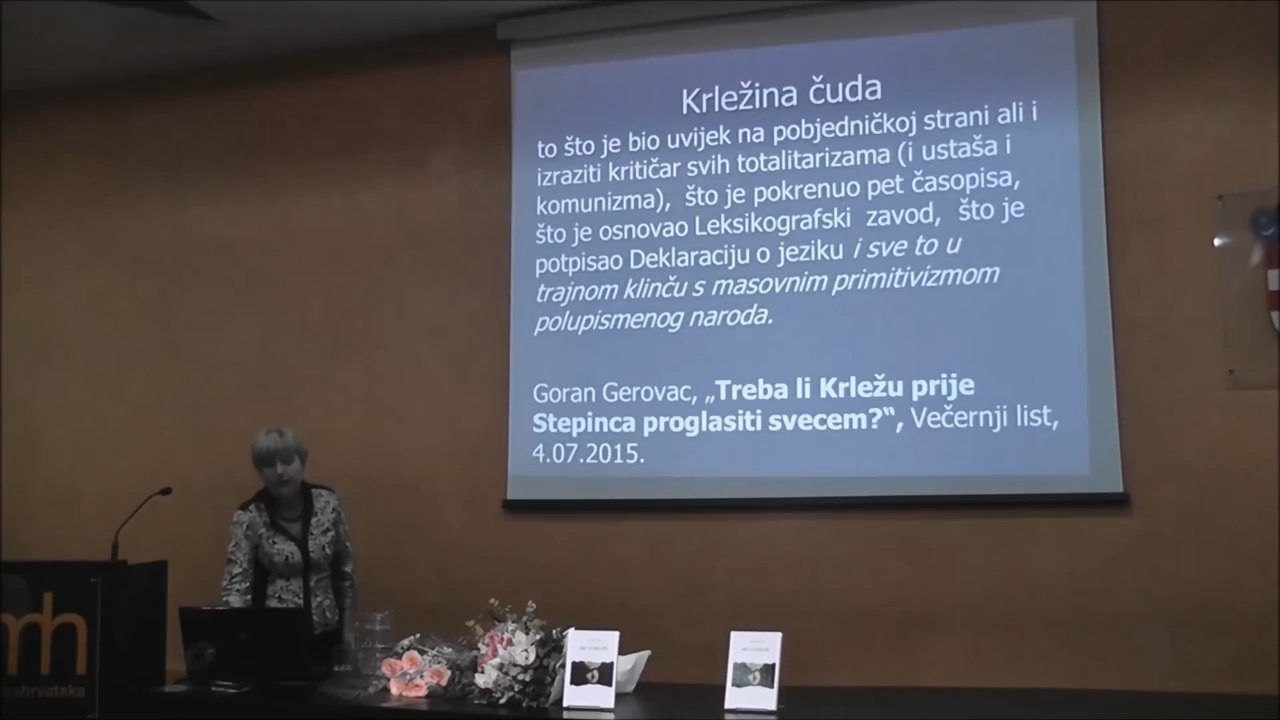 Krležina čuda
to što je bio uvijek na pobjedničkoj strani ali i
izraziti kritičar svih totalitarizama (i ustaša i
komunizma), što je pokrenuo pet časopisa,
što je osnovao Leksikografski zavod, što je
potpisao Deklaraciju o jeziku i sve to u
trajnom klinču s masovnim primitivizmom
polupismenog naroda.
Goran Gerovac, „Treba li Krležu prije
Stepinca proglasiti svecem?“, Večernji list,
4.07.2015.
mh
hrvatska